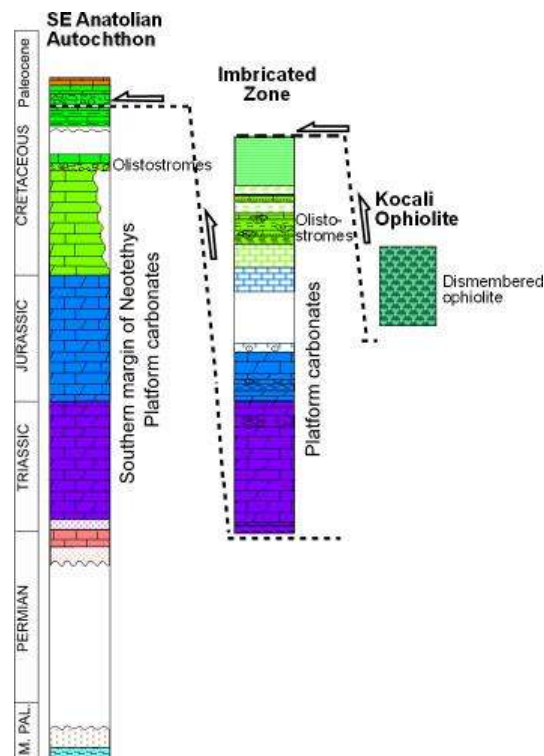 SE Anatolian
Autochthon
Imbricated
Zone
Kocali
Ophiolite
Paleocene
CRETACEOUS
JURASSIC
TRIASSIC
PERMIAN
M. PAL.
Olistostromes
Southern margin of Neotethys
Platform carbonates
Olisto-
stromes
Platform carbonates
Dismembered
ophiolite